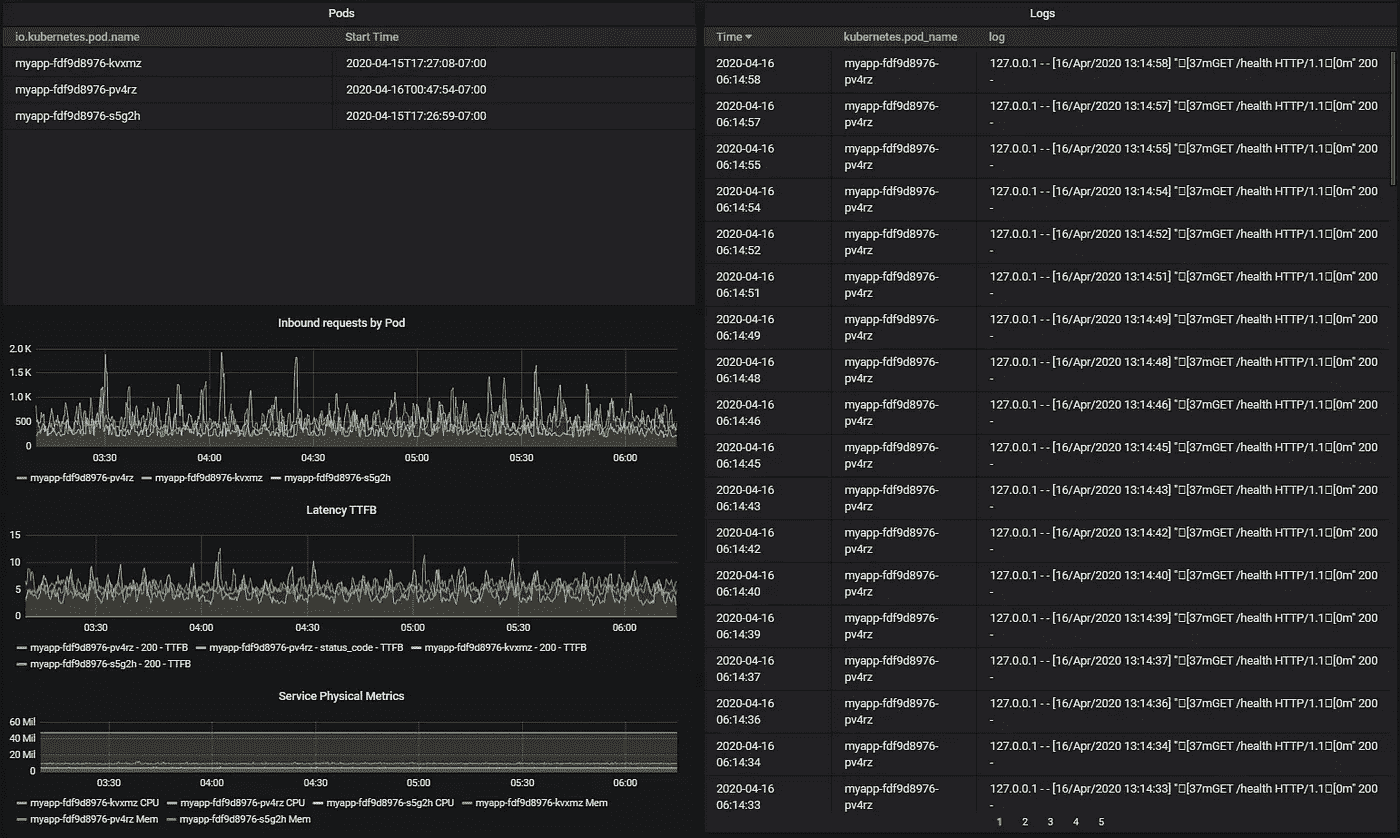 Pods
io.kubernetes.pod.name Start Time
myapp-fdf9d8976-kvxmz 2020-04-15T17:27:08-07:00
myapp-fdf9d8976-pv4rz 2020-04-16T00:47:54-07:00
myapp-fdf9d8976-s5g2h 2020-04-15T17:26:59-07:00
Inbound requests by Pod
2.0 K
1.5 K
1.0 K
500
0
03:30 04:00 04:30 05:00 05:30 06:00
myapp-fdf9d8976-pv4rz myapp-fdf9d8976-kvxmz myapp-fdf9d8976-s5g2h
Latency TTFB
15
10
5
0
03:30 04:00 04:30 05:00 05:30 06:00
myapp-fdf9d8976-pv4rz - 200 - TTFB myapp-fdf9d8976-pv4rz - status_code - TTFB myapp-fdf9d8976-kvxmz - 200 - TTFB
myapp-fdf9d8976-s5g2h - 200 - TTFB
Service Physical Metrics
60 Mil
40 Mil
20 Mil
0
03:30 04:00 04:30 05:00 05:30 06:00
myapp-fdf9d8976-kvxmz CPU myapp-fdf9d8976-pv4rz CPU myapp-fdf9d8976-s5g2h CPU myapp-fdf9d8976-kvxmz Mem
myapp-fdf9d8976-pv4rz Mem myapp-fdf9d8976-s5g2h Mem
Logs
Time kubernetes.pod_name log
2020-04-16 myapp-fdf9d8976- 127.0.0.1 - - [16/Apr/2020 13:14:58] "□[37mGET /health HTTP/1.1□[0m" 200
06:14:58 pv4rz -
2020-04-16 myapp-fdf9d8976- 127.0.0.1 - - [16/Apr/2020 13:14:57] "□[37mGET /health HTTP/1.1□[0m" 200
06:14:57 pv4rz -
2020-04-16 myapp-fdf9d8976- 127.0.0.1 - - [16/Apr/2020 13:14:55] "□[37mGET /health HTTP/1.1□[0m" 200
06:14:55 pv4rz -
2020-04-16 myapp-fdf9d8976- 127.0.0.1 - - [16/Apr/2020 13:14:54] "□[37mGET /health HTTP/1.1□[0m" 200
06:14:54 pv4rz -
2020-04-16 myapp-fdf9d8976- 127.0.0.1 - - [16/Apr/2020 13:14:52] "□[37mGET /health HTTP/1.1□[0m" 200
06:14:52 pv4rz -
2020-04-16 myapp-fdf9d8976- 127.0.0.1 - - [16/Apr/2020 13:14:51] "□[37mGET /health HTTP/1.1□[0m" 200
06:14:51 pv4rz -
2020-04-16 myapp-fdf9d8976- 127.0.0.1 - - [16/Apr/2020 13:14:49] "□[37mGET /health HTTP/1.1□[0m" 200
06:14:49 pv4rz -
2020-04-16 myapp-fdf9d8976- 127.0.0.1 - - [16/Apr/2020 13:14:48] "□[37mGET /health HTTP/1.1□[0m" 200
06:14:48 pv4rz -
2020-04-16 myapp-fdf9d8976- 127.0.0.1 - - [16/Apr/2020 13:14:46] "□[37mGET /health HTTP/1.1□[0m" 200
06:14:46 pv4rz -
2020-04-16 myapp-fdf9d8976- 127.0.0.1 - - [16/Apr/2020 13:14:45] "□[37mGET /health HTTP/1.1□[0m" 200
06:14:45 pv4rz -
2020-04-16 myapp-fdf9d8976- 127.0.0.1 - - [16/Apr/2020 13:14:43] "□[37mGET /health HTTP/1.1□[0m" 200
06:14:43 pv4rz -
2020-04-16 myapp-fdf9d8976- 127.0.0.1 - - [16/Apr/2020 13:14:42] "□[37mGET /health HTTP/1.1□[0m" 200
06:14:42 pv4rz -
2020-04-16 myapp-fdf9d8976- 127.0.0.1 - - [16/Apr/2020 13:14:40] "□[37mGET /health HTTP/1.1□[0m" 200
06:14:40 pv4rz -
2020-04-16 myapp-fdf9d8976- 127.0.0.1 - - [16/Apr/2020 13:14:39] "□[37mGET /health HTTP/1.1□[0m" 200
06:14:39 pv4rz -
2020-04-16 myapp-fdf9d8976- 127.0.0.1 - - [16/Apr/2020 13:14:37] "□[37mGET /health HTTP/1.1□[0m" 200
06:14:37 pv4rz -
2020-04-16 myapp-fdf9d8976- 127.0.0.1 - - [16/Apr/2020 13:14:36] "□[37mGET /health HTTP/1.1□[0m" 200
06:14:36 pv4rz -
2020-04-16 myapp-fdf9d8976- 127.0.0.1 - - [16/Apr/2020 13:14:34] "□[37mGET /health HTTP/1.1□[0m" 200
06:14:34 pv4rz -
2020-04-16 myapp-fdf9d8976- 127.0.0.1 - - [16/Apr/2020 13:14:33] "□[37mGET /health HTTP/1.1□[0m" 200
06:14:33 pv4rz -
1 2 3 4 5